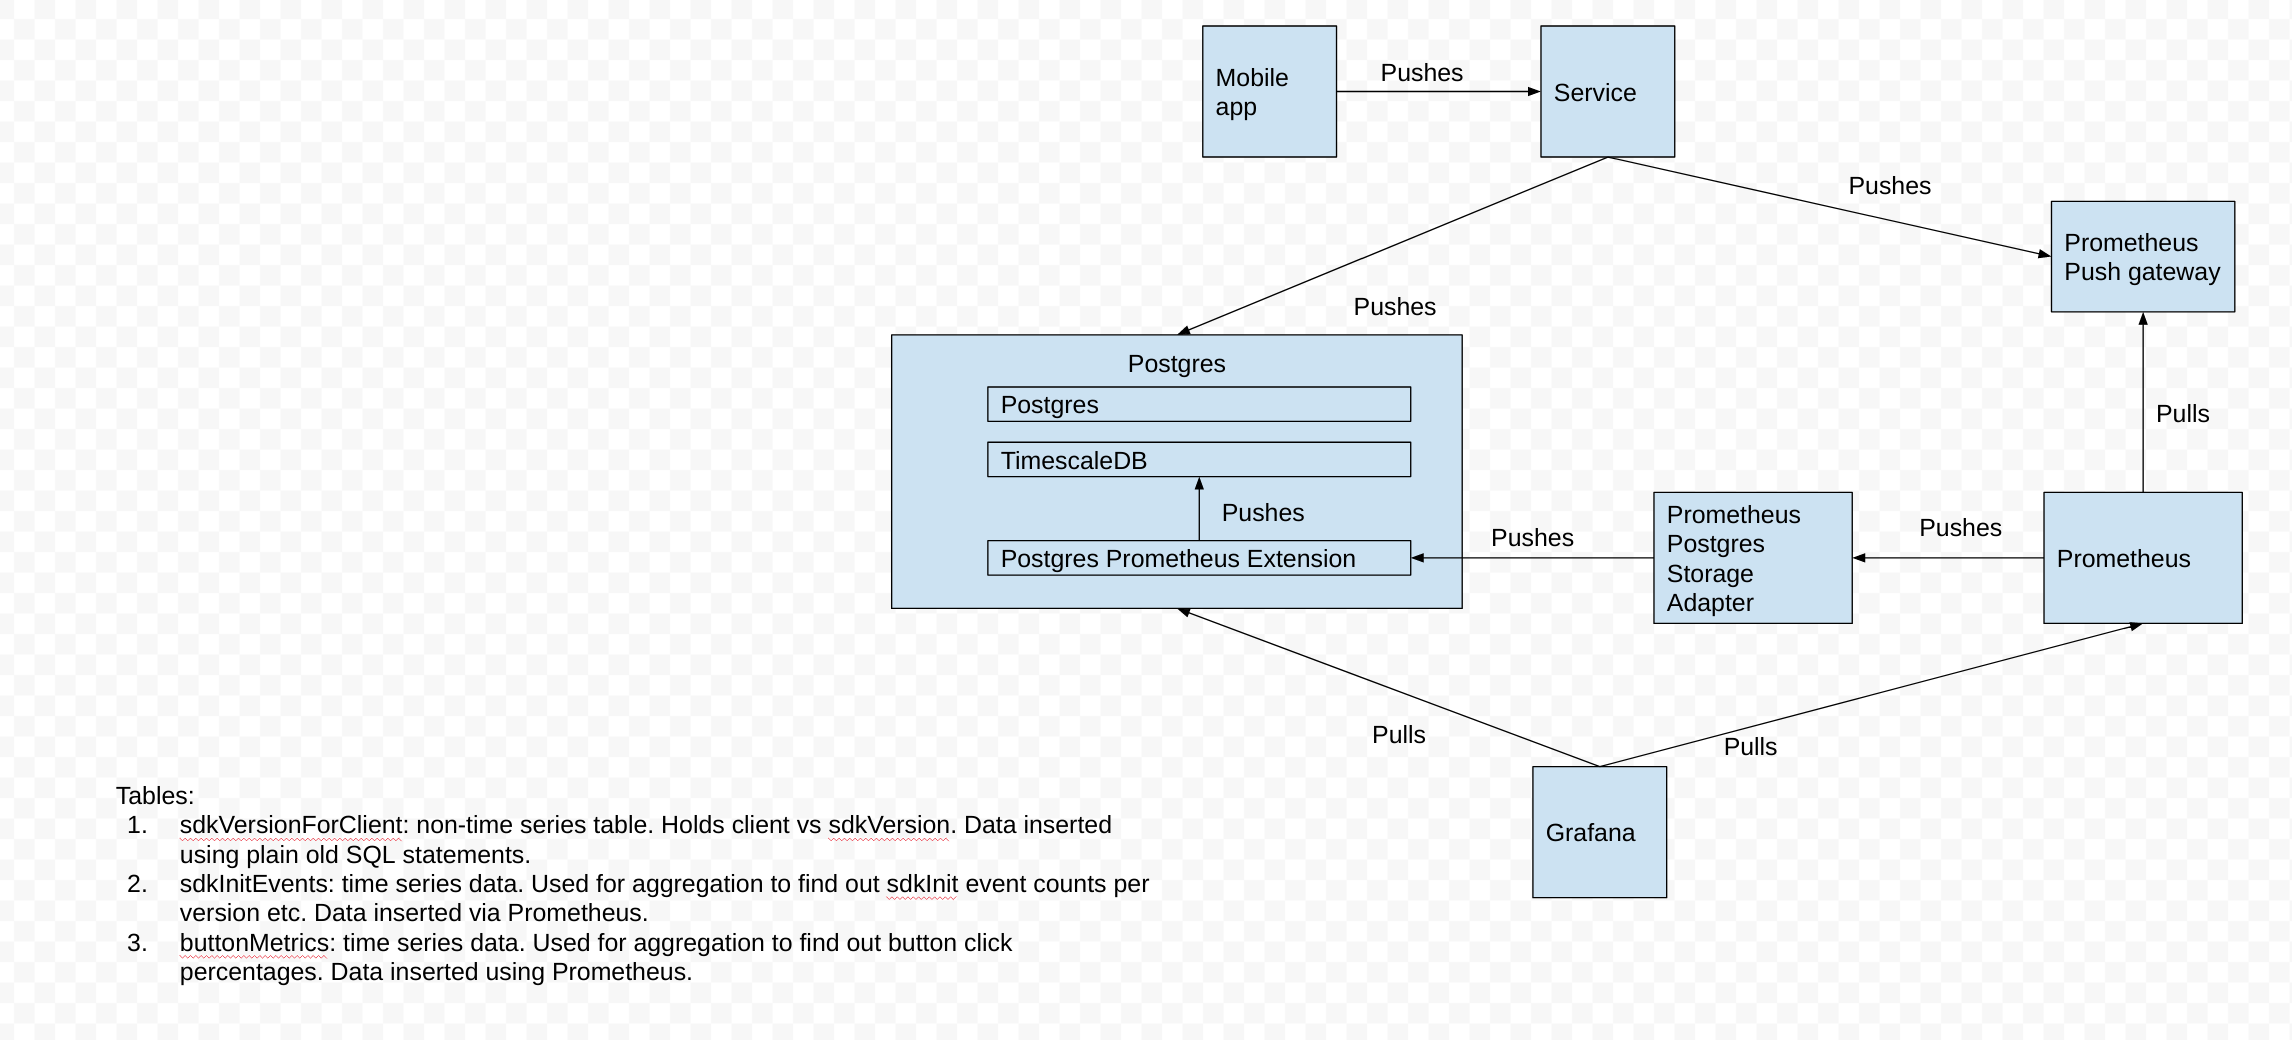 Mobile
app
Pushes
Service
Pushes
Prometheus
Push gateway
Pushes
Postgres
Postgres
TimescaleDB
Pushes
Postgres Prometheus Extension
Pushes
Prometheus
Postgres
Storage
Adapter
Pushes
Prometheus
Pulls
Pulls
Pulls
Grafana
Tables:
1. sdkVersionForClient: non-time series table. Holds client vs sdkVersion. Data inserted
using plain old SQL statements.
2. sdkInitEvents: time series data. Used for aggregation to find out sdkInit event counts per
version etc. Data inserted via Prometheus.
3. buttonMetrics: time series data. Used for aggregation to find out button click
percentages. Data inserted using Prometheus.